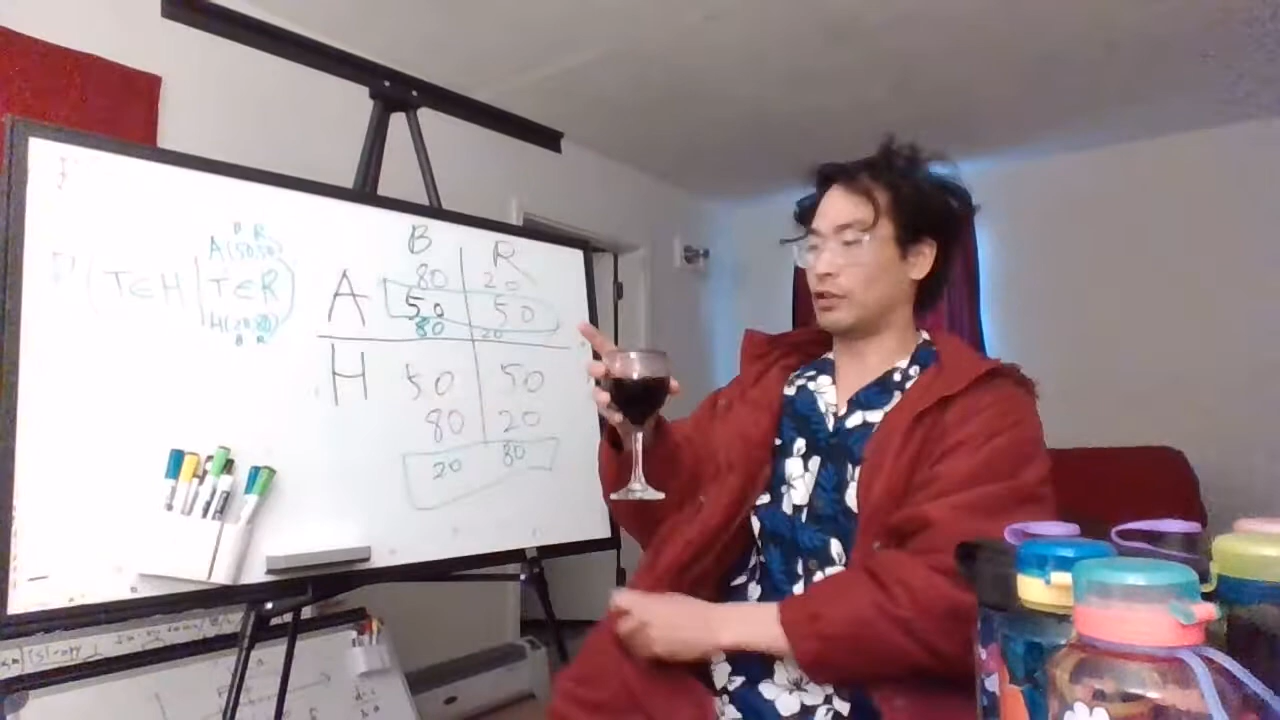 B R
A(50,50)
P(T∈H | T∈R)
H(20,80)
B R
B R
80 20
A 50 50
80 20
H 50 50
80 20
20 80